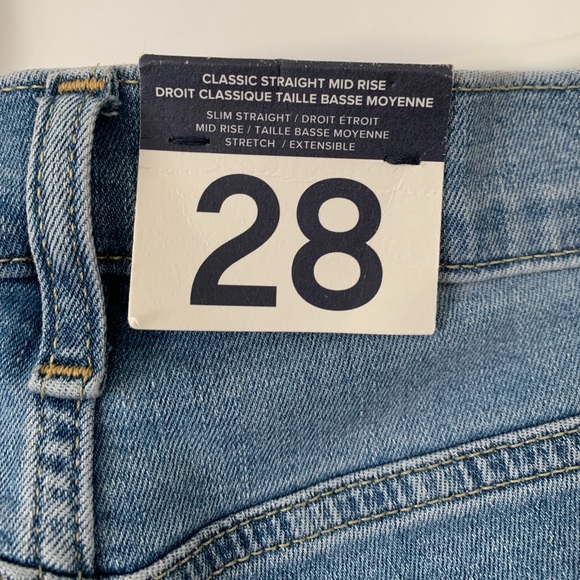 CLASSIC STRAIGHT MID RISE
DROIT CLASSIQUE TAILLE BASSE MOYENNE
SLIM STRAIGHT / DROIT ÉTROIT
MID RISE / TAILLE BASSE MOYENNE
STRETCH / EXTENSIBLE
28